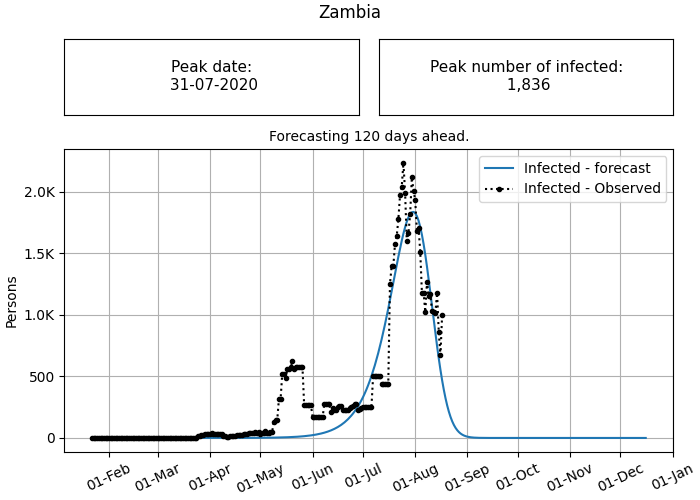 Zambia
Peak date:
31-07-2020
Peak number of infected:
1,836
Forecasting 120 days ahead.
Infected - forecast
Infected - Observed
Persons
2.0K
1.5K
1.0K
500
0
01-Feb
01-Mar
01-Apr
01-May
01-Jun
01-Jul
01-Aug
01-Sep
01-Oct
01-Nov
01-Dec
01-Jan